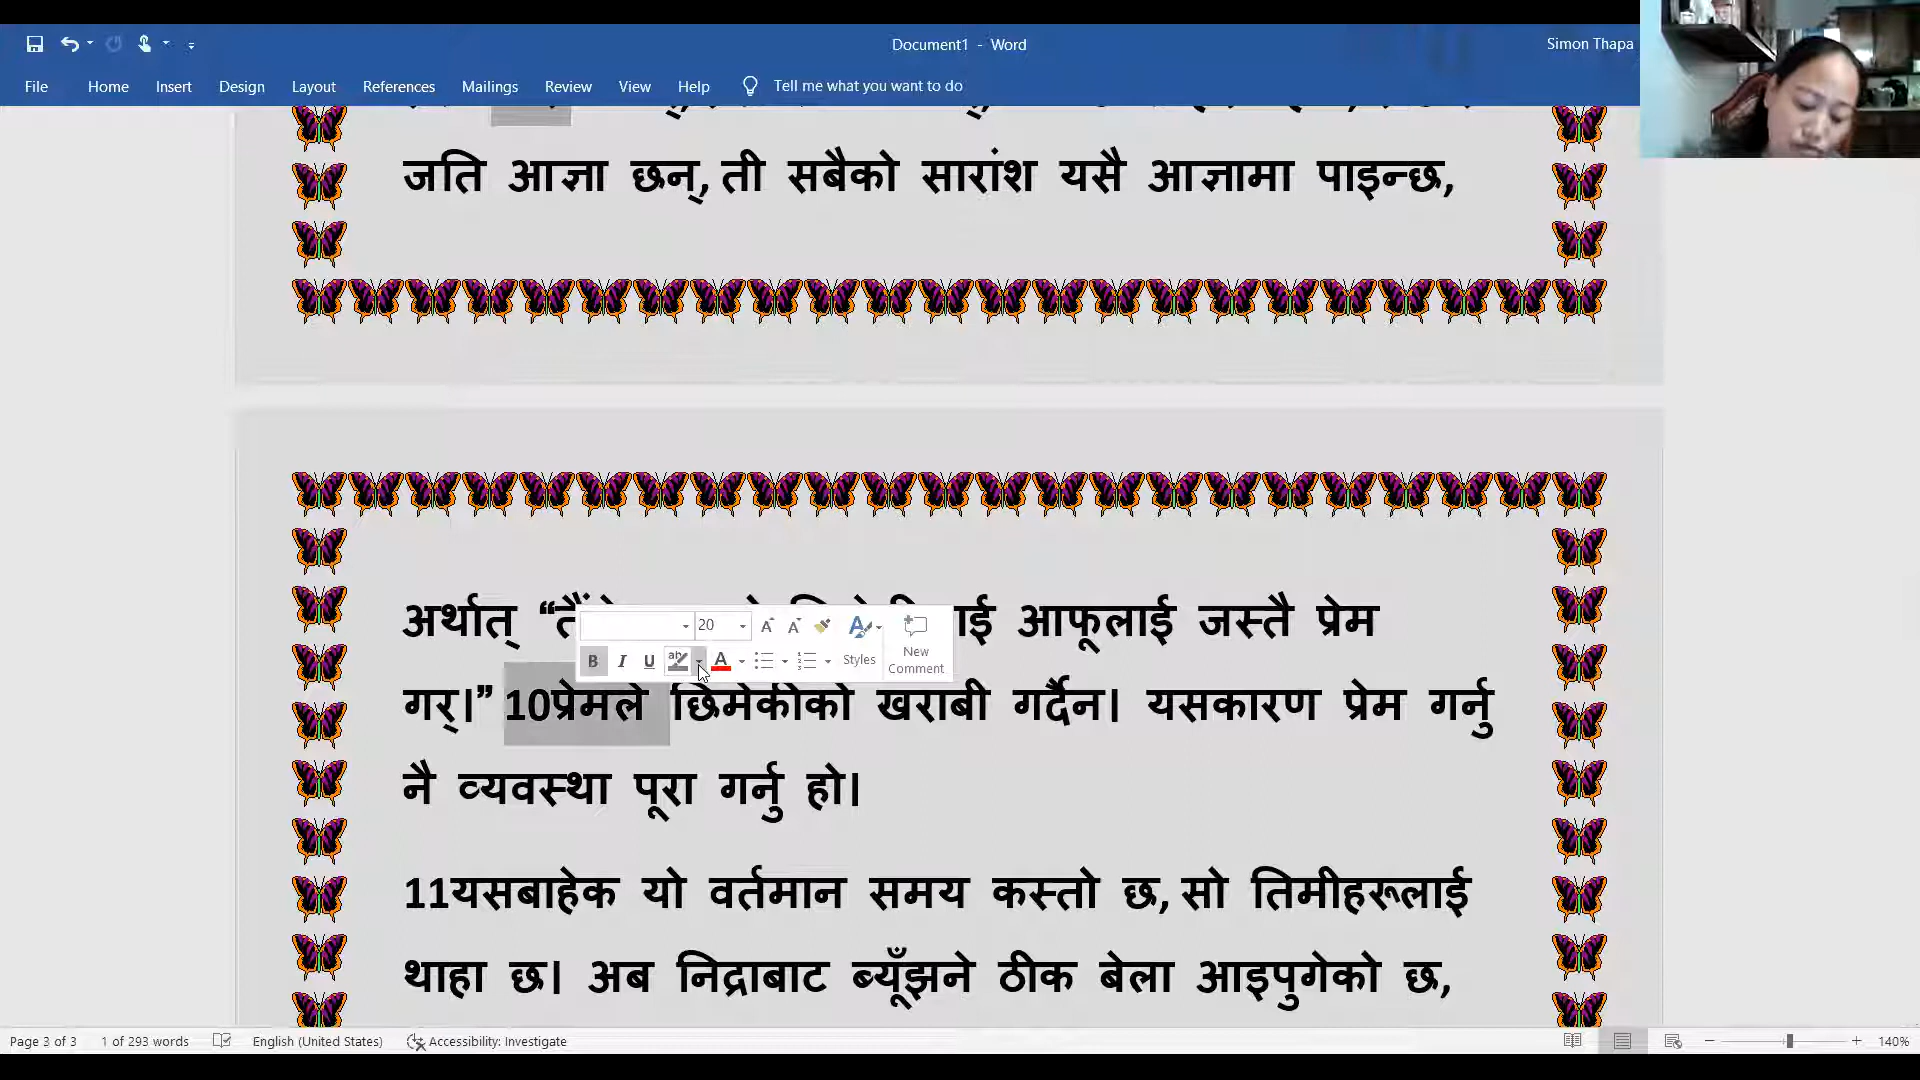 Document1 - Word
Simon Thapa
File Home Insert Design Layout References Mailings Review View Help Tell me what you want to do
जति आज्ञा छन्, ती सबैको सारांश यसै आज्ञामा पाइन्छ,
अर्थात् “तैंले आफूलाई जस्तै प्रेम
20
B I U ab A Styles New Comment
गर्।” 10प्रेमले छिमेकीको खराबी गर्दैन। यसकारण प्रेम गर्नु
नै व्यवस्था पूरा गर्नु हो।
11यसबाहेक यो वर्तमान समय कस्तो छ, सो तिमीहरूलाई
थाहा छ। अब निद्राबाट ब्यूँझने ठीक बेला आइपुगेको छ,
Page 3 of 3 1 of 293 words English (United States) Accessibility: Investigate 140%